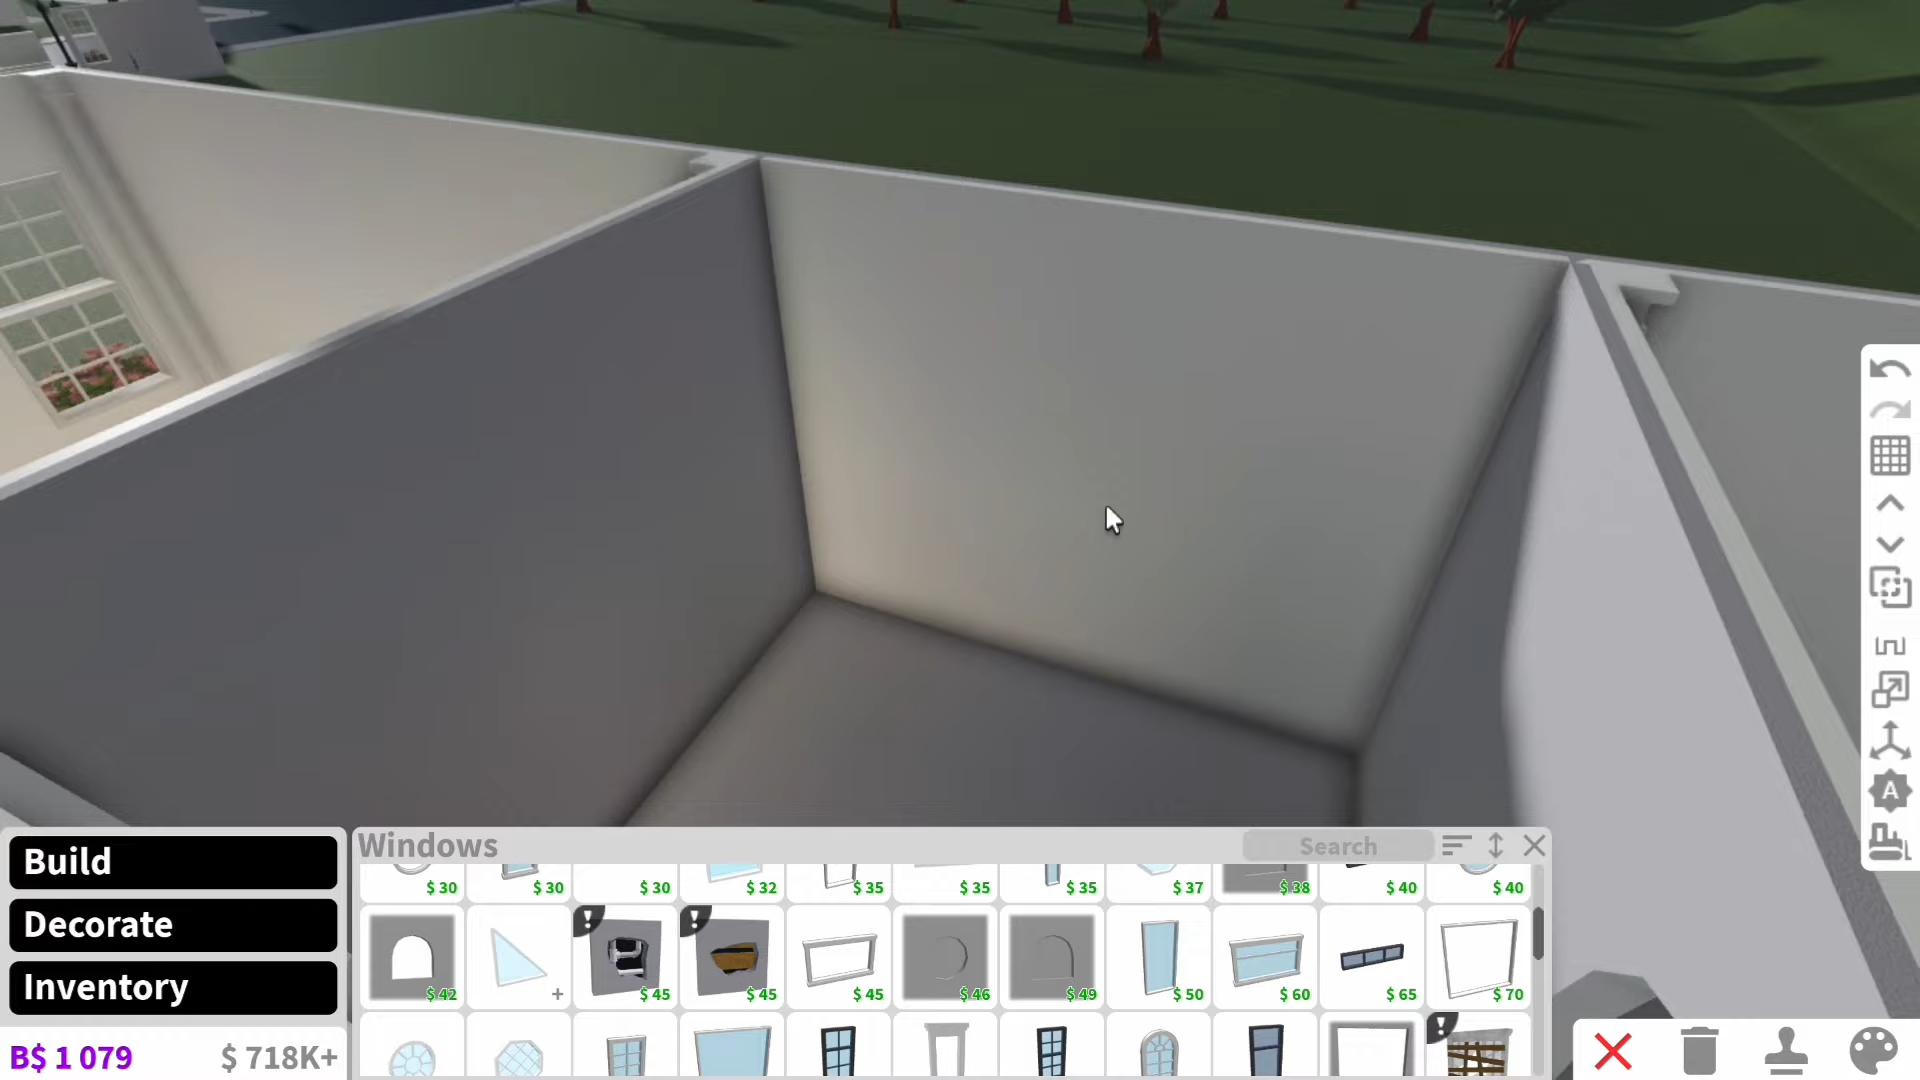 Windows
Search
$ 30
$ 30
$ 30
$ 32
$ 35
$ 35
$ 35
$ 37
$ 38
$ 40
$ 40
$ 42
+
! $ 45
! $ 45
$ 45
$ 46
$ 49
$ 50
$ 60
$ 65
$ 70
!
Build
Decorate
Inventory
B$ 1 079
$ 718K+
A